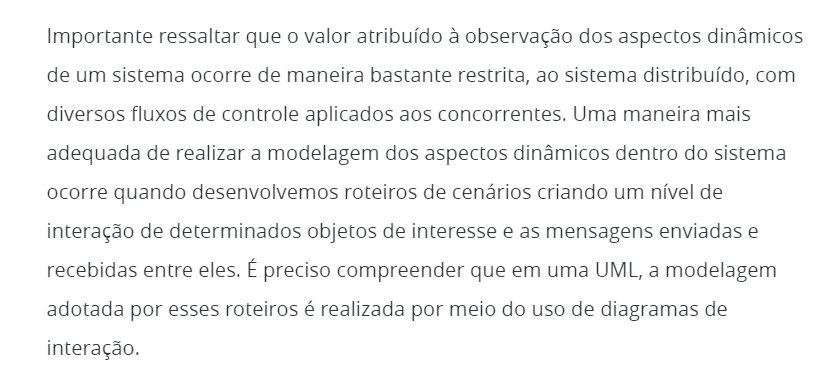 Importante ressaltar que o valor atribuído à observação dos aspectos dinâmicos
de um sistema ocorre de maneira bastante restrita, ao sistema distribuído, com
diversos fluxos de controle aplicados aos concorrentes. Uma maneira mais
adequada de realizar a modelagem dos aspectos dinâmicos dentro do sistema
ocorre quando desenvolvemos roteiros de cenários criando um nível de
interação de determinados objetos de interesse e as mensagens enviadas e
recebidas entre eles. É preciso compreender que em uma UML, a modelagem
adotada por esses roteiros é realizada por meio do uso de diagramas de
interação.